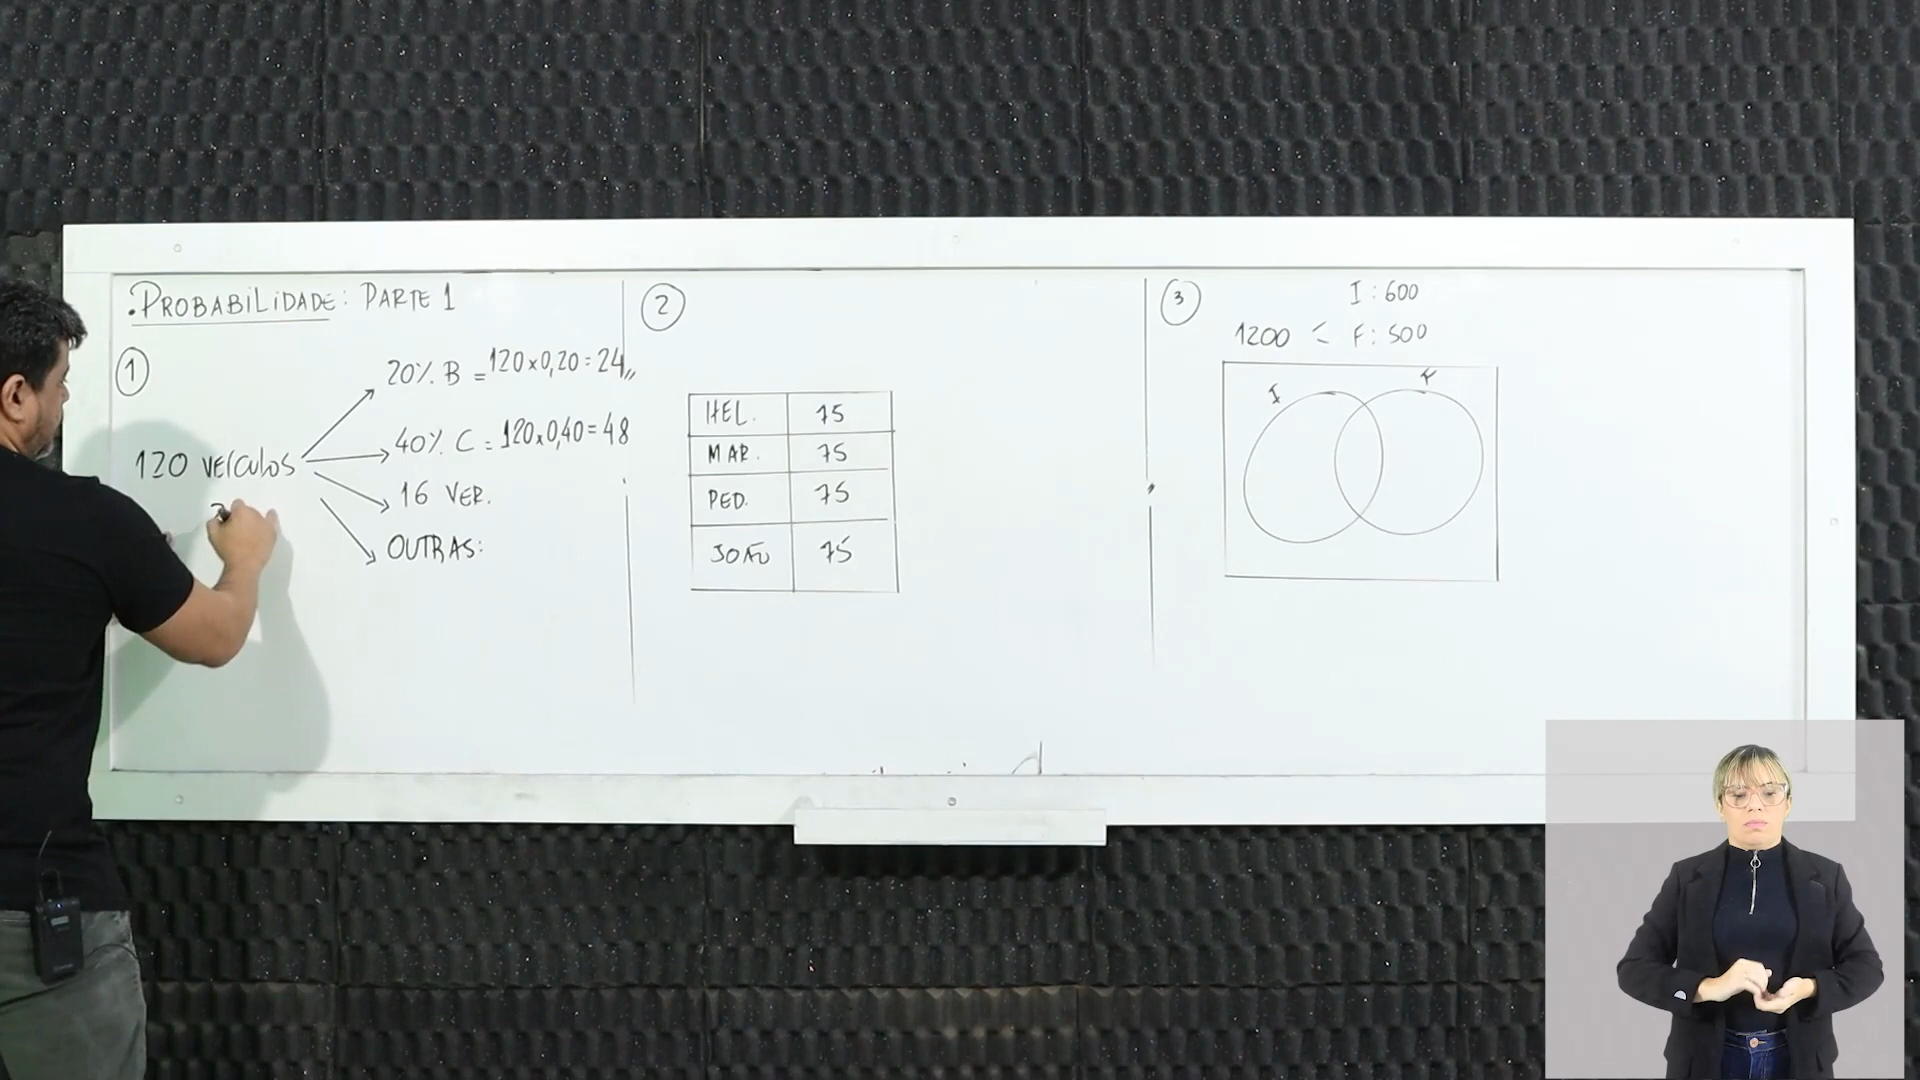 .PROBABILIDADE: PARTE 1
1
120 VEÍCULOS
20% B = 120 x 0,20 = 24,,
40% C = 120 x 0,40 = 48
16 VER.
OUTRAS:
2
HEL. 75
MAR. 75
PED. 75
JOÃO 75
3
I : 600
1200 < F : 500
I
F